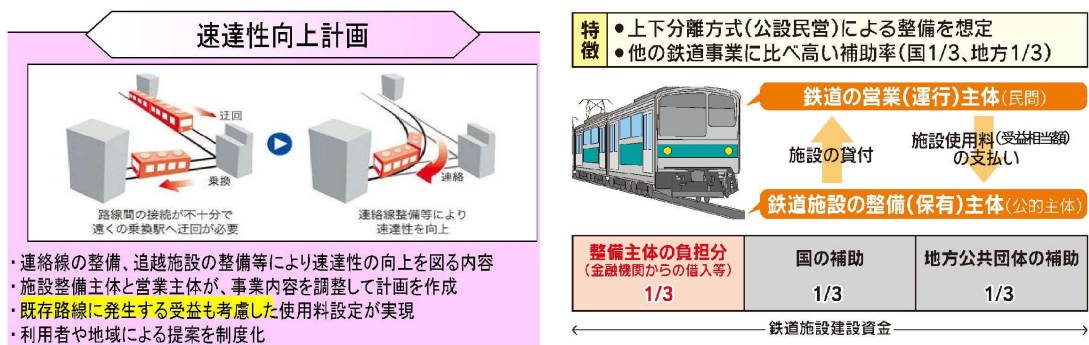 速達性向上計画
迂回
乗換
路線間の接続が不十分で
遠くの乗換駅へ迂回が必要
連絡
連絡線整備等により
速達性を向上
・連絡線の整備、追越施設の整備等により速達性の向上を図る内容
・施設整備主体と営業主体が、事業内容を調整して計画を作成
・既存路線に発生する受益も考慮した使用料設定が実現
・利用者や地域による提案を制度化
特徴
●上下分離方式(公設民営)による整備を想定
●他の鉄道事業に比べ高い補助率(国1/3、地方1/3)
鉄道の営業(運行)主体(民間)
施設の貸付
施設使用料(受益相当額)
の支払い
鉄道施設の整備(保有)主体(公的主体)
整備主体の負担分
(金融機関からの借入等)
1/3
国の補助
1/3
地方公共団体の補助
1/3
鉄道施設建設資金